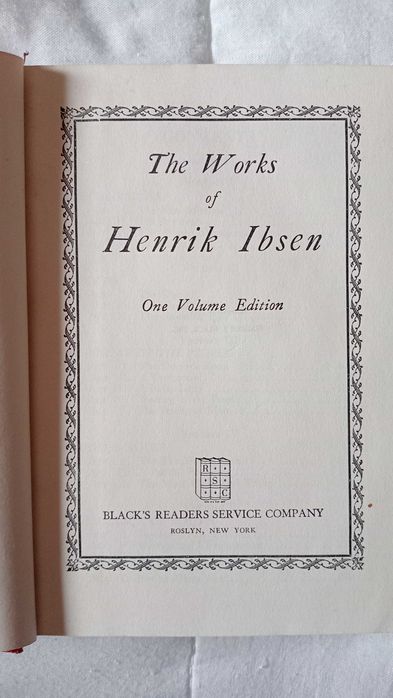 The Works
of
Henrik Ibsen
One Volume Edition
R
S
C
BLACK'S READERS SERVICE COMPANY
ROSLYN, NEW YORK